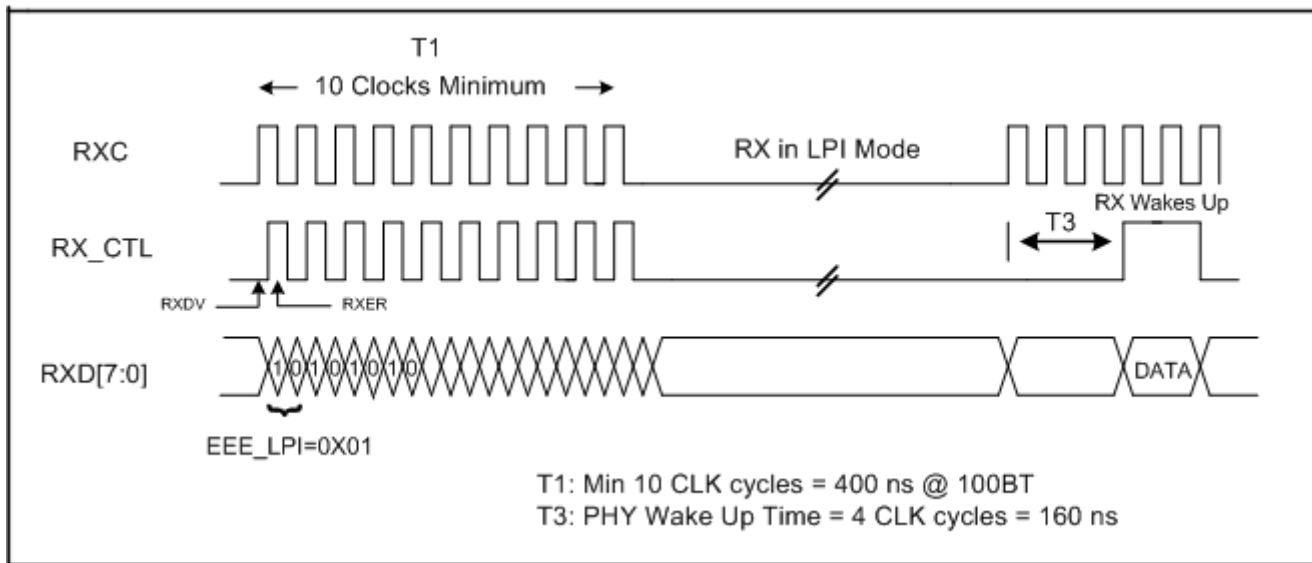 T1
10 Clocks Minimum
RXC
RX in LPI Mode
RX Wakes Up
T3
RX_CTL
RXDV
RXER
RXD[7:0]
1 0 1 0 1 0 1 0
DATA
EEE_LPI=0X01
T1: Min 10 CLK cycles = 400 ns @ 100BT
T3: PHY Wake Up Time = 4 CLK cycles = 160 ns